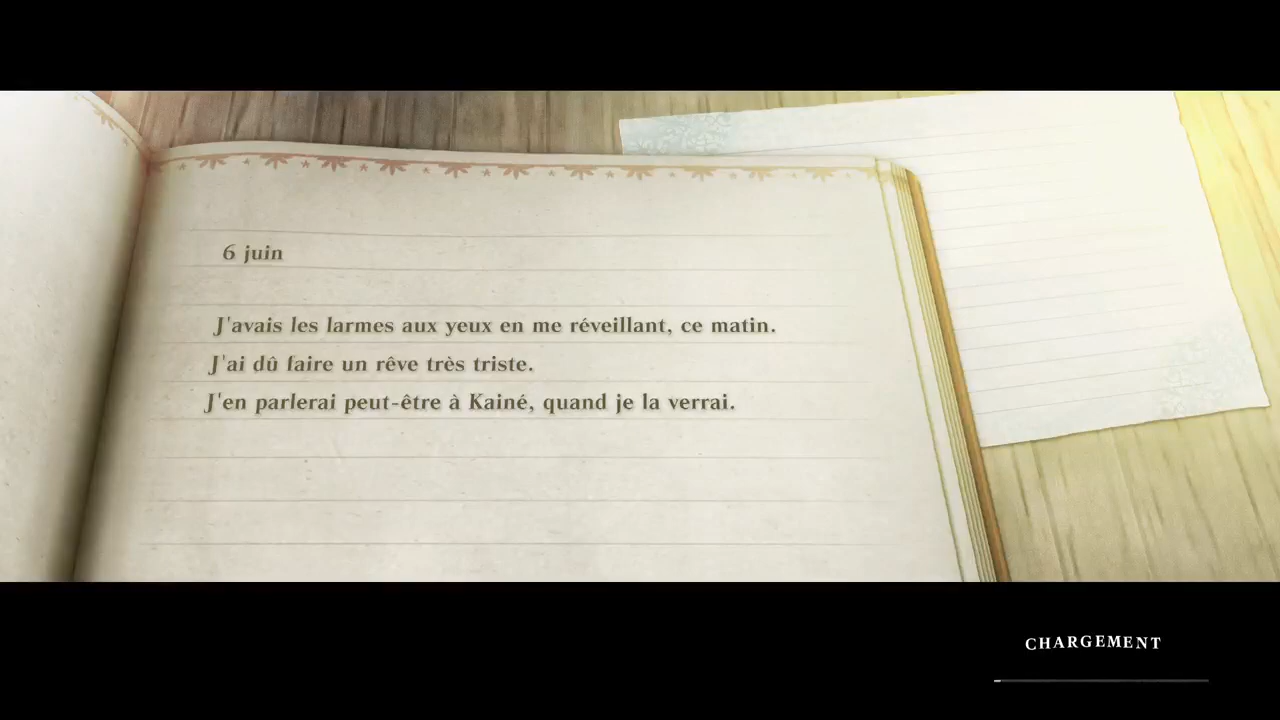 6 juin
J'avais les larmes aux yeux en me réveillant, ce matin.
J'ai dû faire un rêve très triste.
J'en parlerai peut-être à Kainé, quand je la verrai.
CHARGEMENT